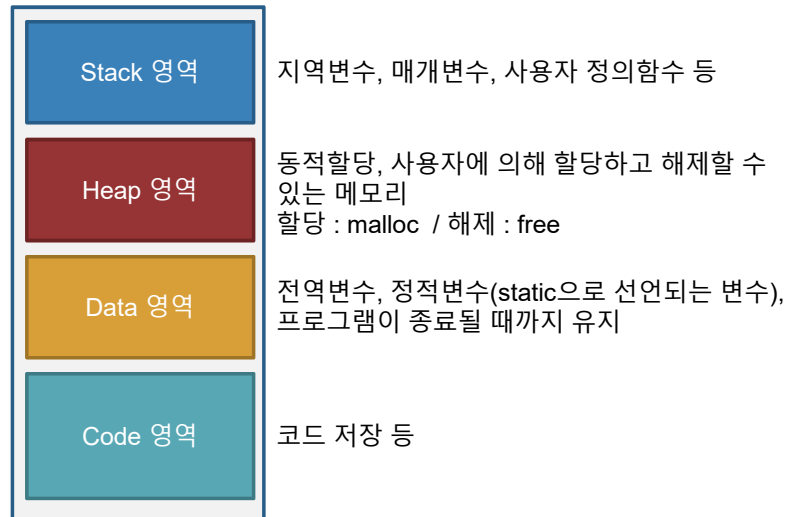 Stack 영역
지역변수, 매개변수, 사용자 정의함수 등
Heap 영역
동적할당, 사용자에 의해 할당하고 해제할 수
있는 메모리
할당 : malloc / 해제 : free
Data 영역
전역변수, 정적변수(static으로 선언되는 변수),
프로그램이 종료될 때까지 유지
Code 영역
코드 저장 등